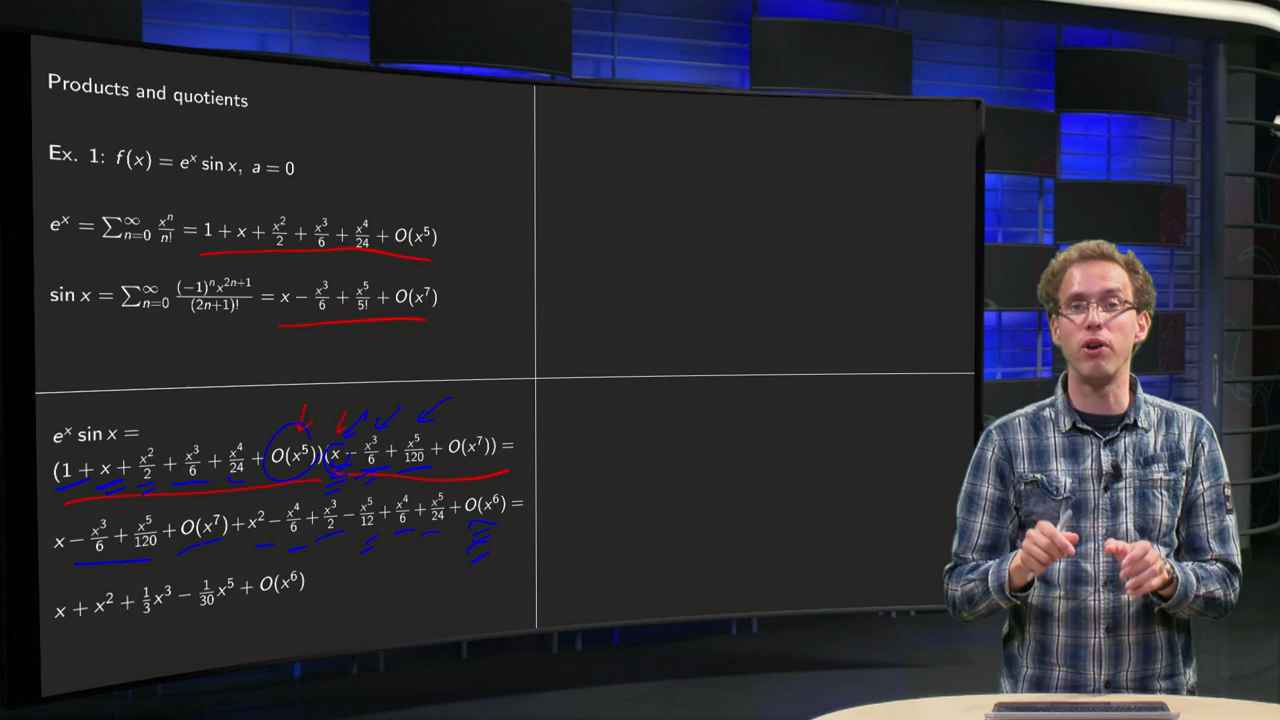 Products and quotients
Ex. 1: f(x) = e^x sin x, a = 0
e^x = ∑_{n=0}^{∞} x^n/n! = 1 + x + x^2/2 + x^3/6 + x^4/24 + O(x^5)
sin x = ∑_{n=0}^{∞} (-1)^n x^{2n+1}/(2n+1)! = x − x^3/6 + x^5/5! + O(x^7)
e^x sin x =
(1 + x + x^2/2 + x^3/6 + x^4/24 + O(x^5))(x − x^3/6 + x^5/120 + O(x^7)) =
x − x^3/6 + x^5/120 + O(x^7) + x^2 − x^4/6 + x^3/2 − x^5/12 + x^4/6 + x^5/24 + O(x^6) =
x + x^2 + 1/3 x^3 − 1/30 x^5 + O(x^6)